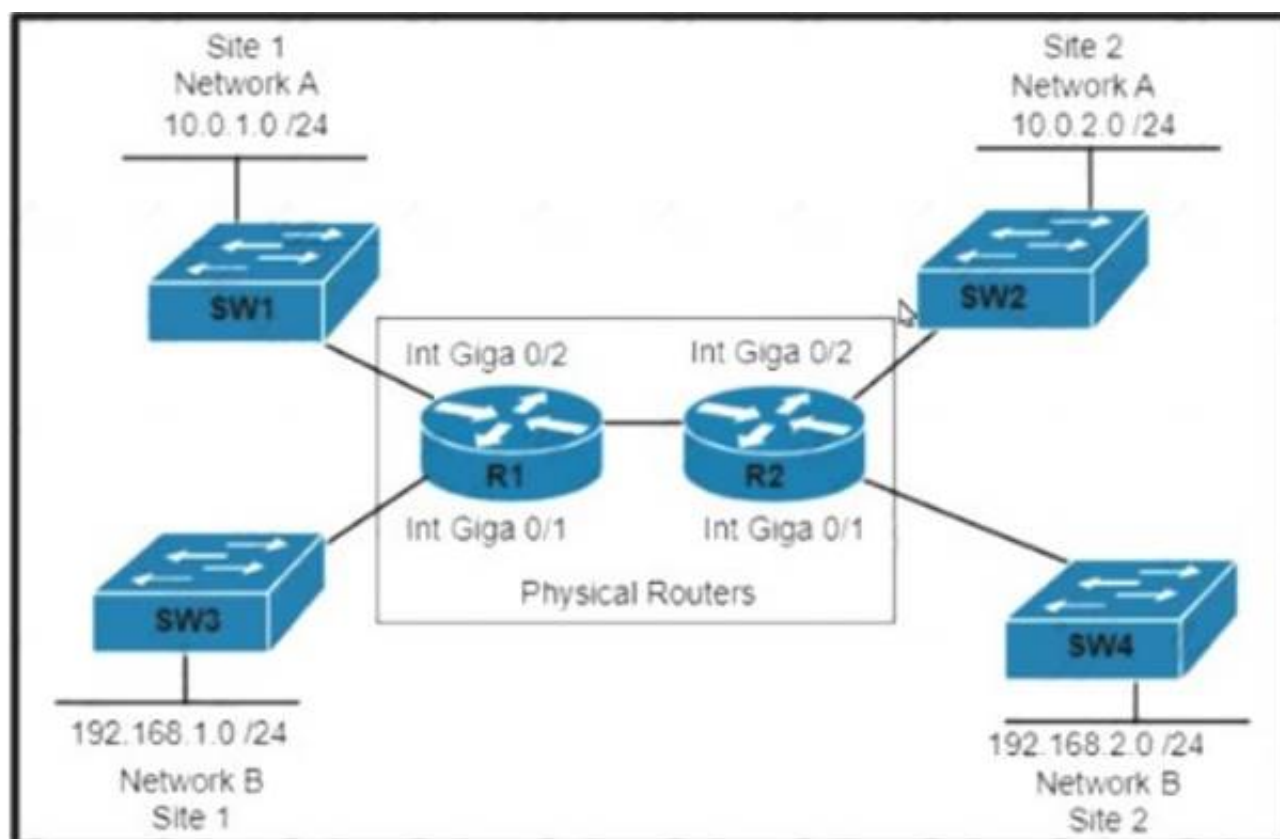 Site 1
Network A
10.0.1.0 /24
Site 2
Network A
10.0.2.0 /24
SW1
SW2
Int Giga 0/2
Int Giga 0/2
R1
R2
Int Giga 0/1
Int Giga 0/1
Physical Routers
SW3
SW4
192.168.1.0 /24
Network B
Site 1
192.168.2.0 /24
Network B
Site 2